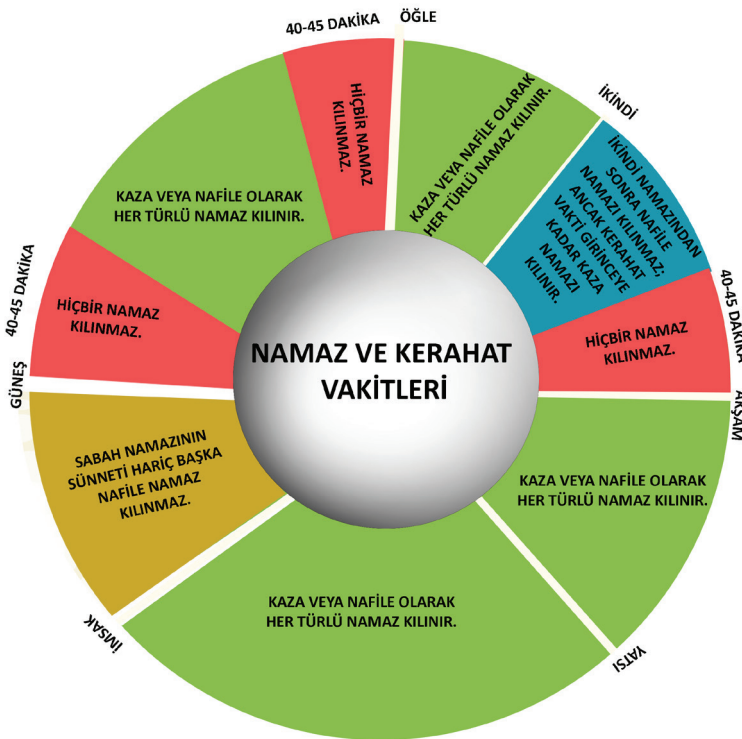 40-45 DAKİKA
ÖĞLE
HİÇBİR NAMAZ
KILINMAZ.
KAZA VEYA NAFİLE OLARAK
HER TÜRLÜ NAMAZ KILINIR.
İKİNDİ
İKİNDİ NAMAZINDAN
SONRA NAFİLE
NAMAZI KILINMAZ;
ANCAK KERAHAT
VAKTİ GİRİNCEYE
KADAR KAZA
NAMAZI
KILINIR.
40-45 DAKİKA
HİÇBİR NAMAZ
KILINMAZ.
AKŞAM
KAZA VEYA NAFİLE OLARAK
HER TÜRLÜ NAMAZ KILINIR.
YATSI
KAZA VEYA NAFİLE OLARAK
HER TÜRLÜ NAMAZ KILINIR.
İMSAK
SABAH NAMAZININ
SÜNNETİ HARİÇ BAŞKA
NAFİLE NAMAZ
KILINMAZ.
GÜNEŞ
40-45 DAKİKA
HİÇBİR NAMAZ
KILINMAZ.
KAZA VEYA NAFİLE OLARAK
HER TÜRLÜ NAMAZ KILINIR.
NAMAZ VE KERAHAT
VAKİTLERİ